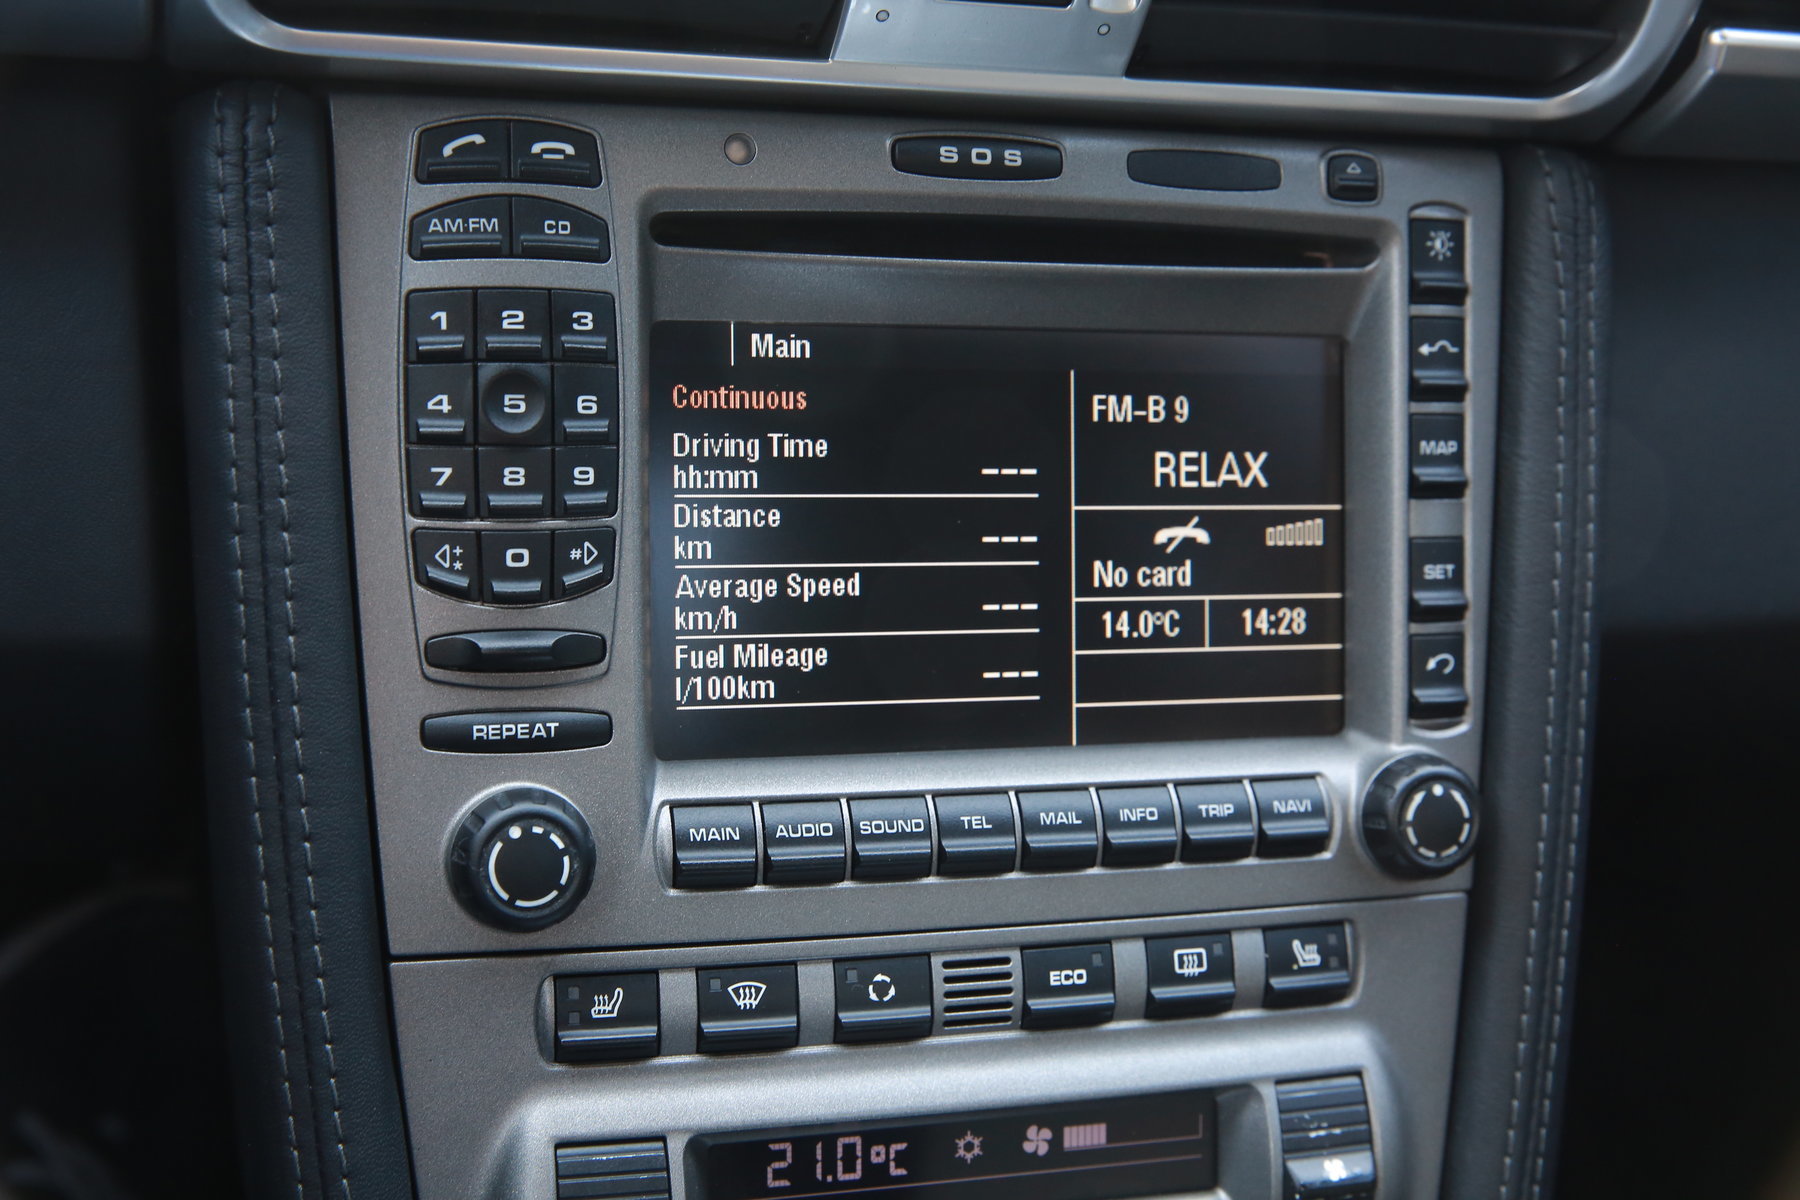 SOS
AM·FM CD
1 2 3
4 5 6
7 8 9
+
* 0 #
REPEAT
Main
Continuous
Driving Time
hh:mm ---
Distance
km ---
Average Speed
km/h ---
Fuel Mileage
l/100km ---
FM-B 9
RELAX
No card
14.0°C 14:28
MAP
SET
MAIN AUDIO SOUND TEL MAIL INFO TRIP NAVI
ECO
21.0°C